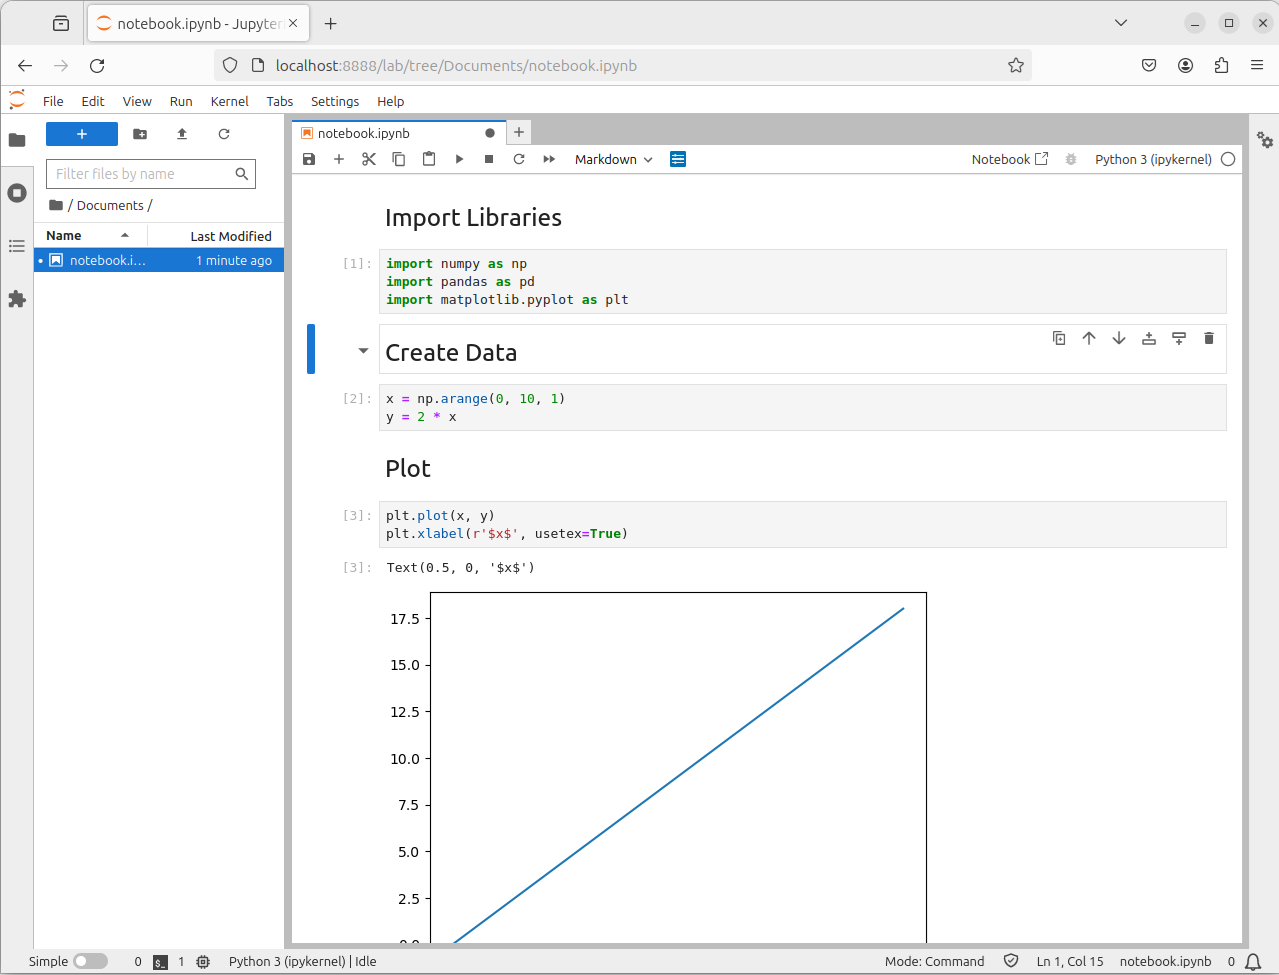 notebook.ipynb - Jupyter
localhost:8888/lab/tree/Documents/notebook.ipynb
File Edit View Run Kernel Tabs Settings Help
Filter files by name
/ Documents /
Name Last Modified
notebook.i... 1 minute ago
notebook.ipynb
Markdown Notebook Python 3 (ipykernel)
Import Libraries
[1]: import numpy as np
import pandas as pd
import matplotlib.pyplot as plt
Create Data
[2]: x = np.arange(0, 10, 1)
y = 2 * x
Plot
[3]: plt.plot(x, y)
plt.xlabel(r'$x$', usetex=True)
[3]: Text(0.5, 0, '$x$')
17.5
15.0
12.5
10.0
7.5
5.0
2.5
0.0
Simple 0 $_ 1 Python 3 (ipykernel) | Idle Mode: Command Ln 1, Col 15 notebook.ipynb 0